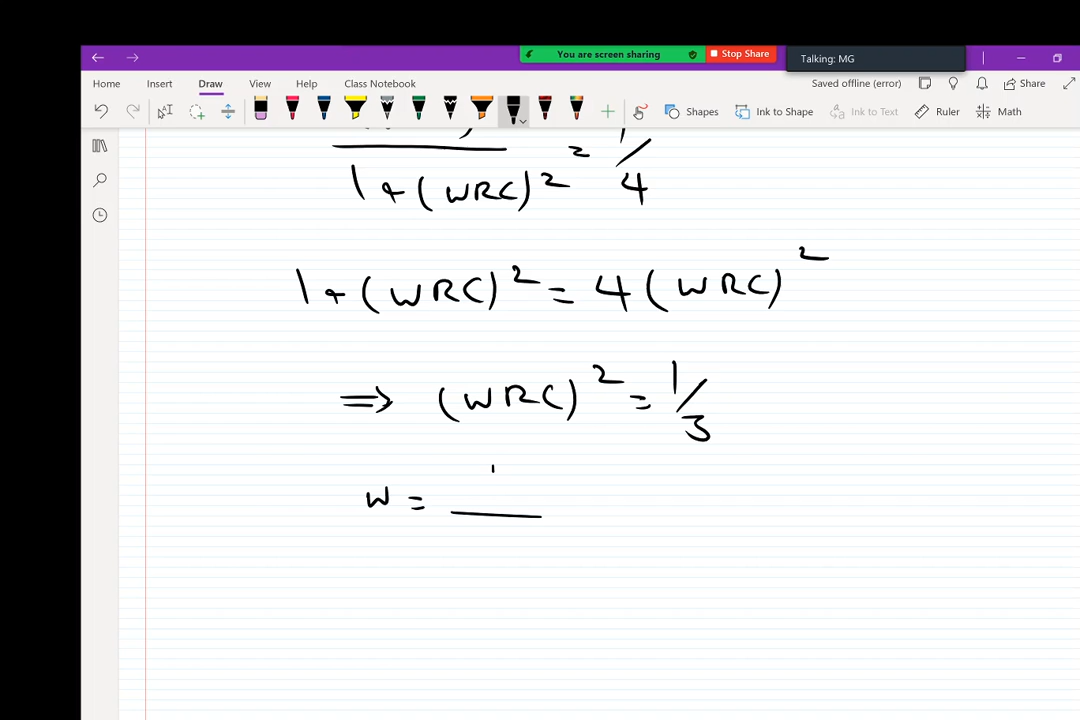 You are screen sharing Stop Share Talking: MG
Home Insert Draw View Help Class Notebook Saved offline (error) Share
Shapes Ink to Shape Ink to Text Ruler Math
1+(WRC)² = 1/4
1+(WRC)² = 4(WRC)²
⇒ (WRC)² = 1/3
W =